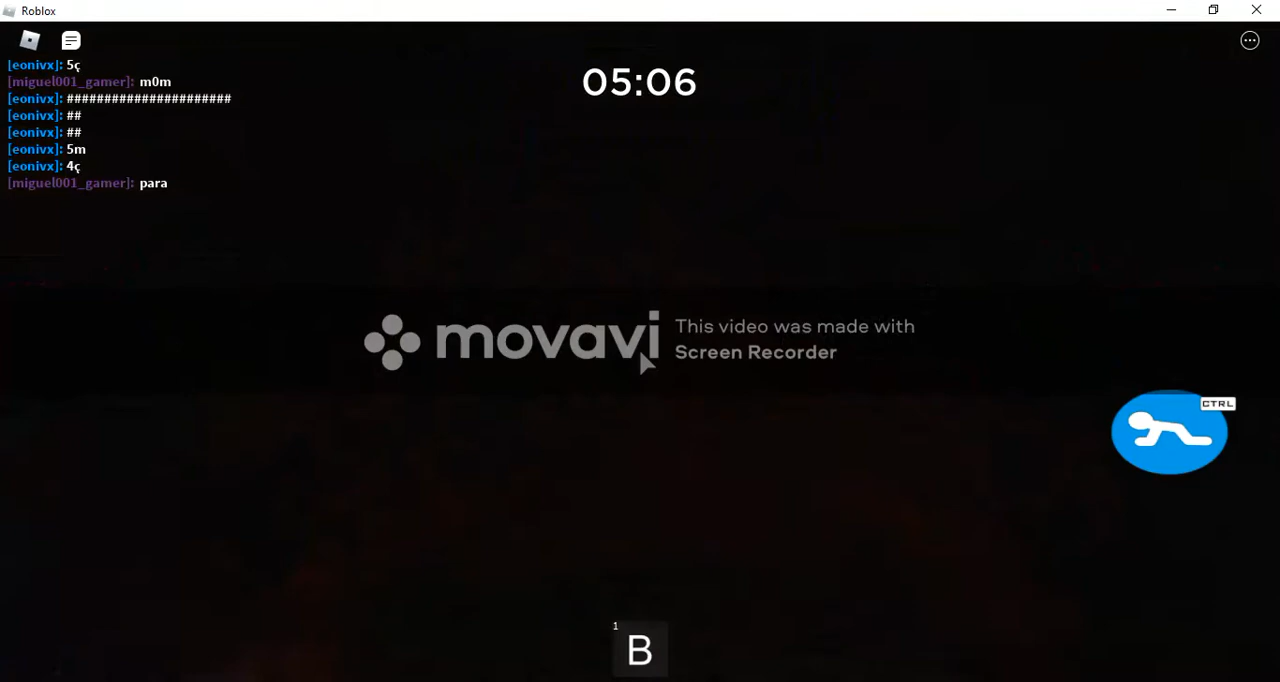 Roblox
[eonivx]: 5ç
[miguel001_gamer]: m0m
[eonivx]: ######################
[eonivx]: ##
[eonivx]: ##
[eonivx]: 5m
[eonivx]: 4ç
[miguel001_gamer]: para
05:06
movavi
This video was made with
Screen Recorder
CTRL
1
B